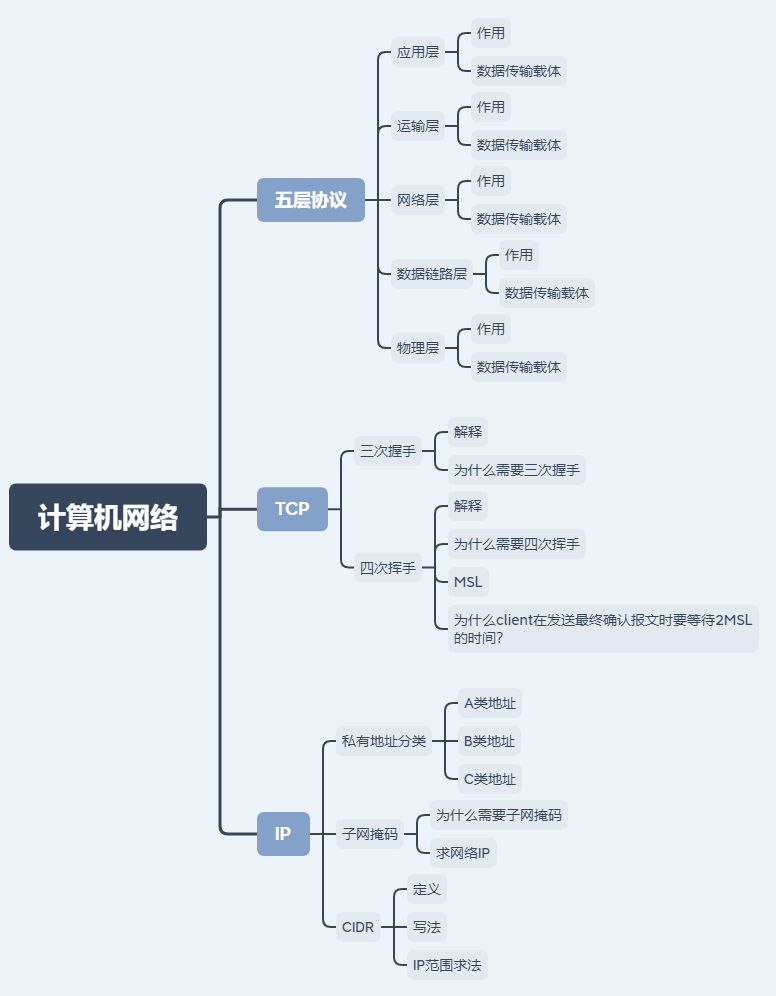 计算机网络
五层协议
应用层
作用
数据传输载体
运输层
作用
数据传输载体
网络层
作用
数据传输载体
数据链路层
作用
数据传输载体
物理层
作用
数据传输载体
TCP
三次握手
解释
为什么需要三次握手
四次挥手
解释
为什么需要四次挥手
MSL
为什么client在发送最终确认报文时要等待2MSL
的时间?
IP
私有地址分类
A类地址
B类地址
C类地址
子网掩码
为什么需要子网掩码
求网络IP
CIDR
定义
写法
IP范围求法